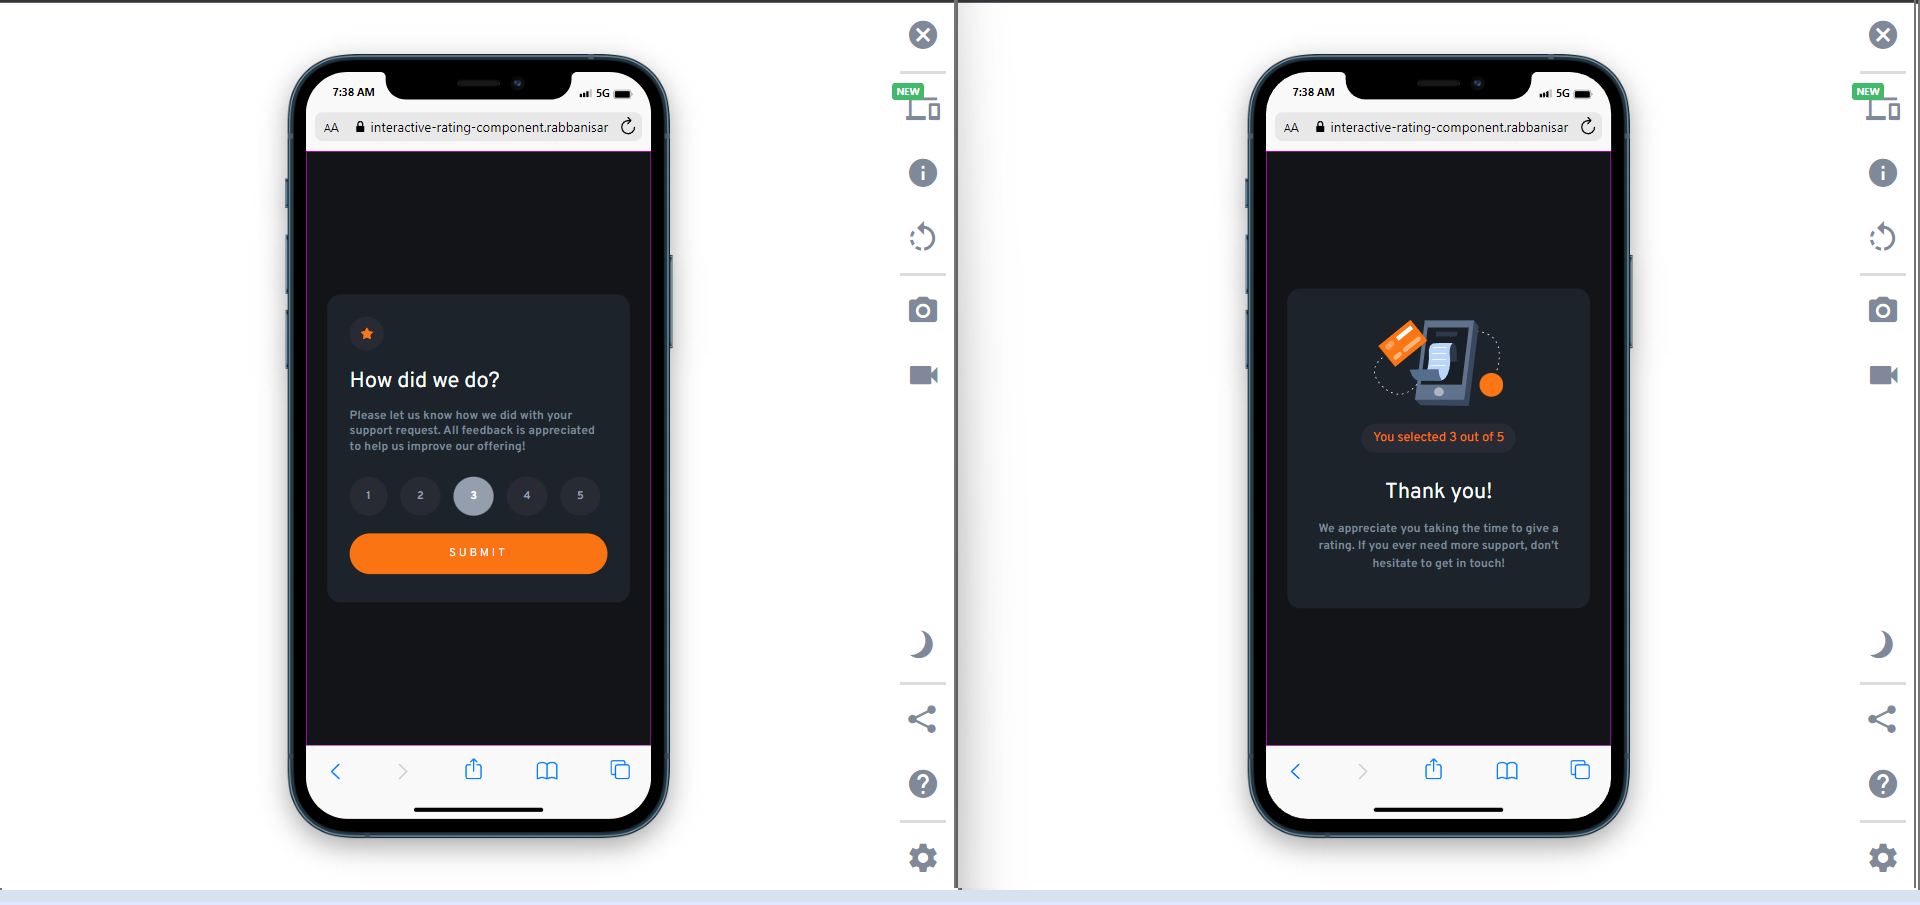 7:38 AM
5G
AA
interactive-rating-component.rabbanisar
How did we do?
Please let us know how we did with your
support request. All feedback is appreciated
to help us improve our offering!
1 2 3 4 5
SUBMIT
NEW
7:38 AM
5G
AA
interactive-rating-component.rabbanisar
You selected 3 out of 5
Thank you!
We appreciate you taking the time to give a
rating. If you ever need more support, don't
hesitate to get in touch!
NEW